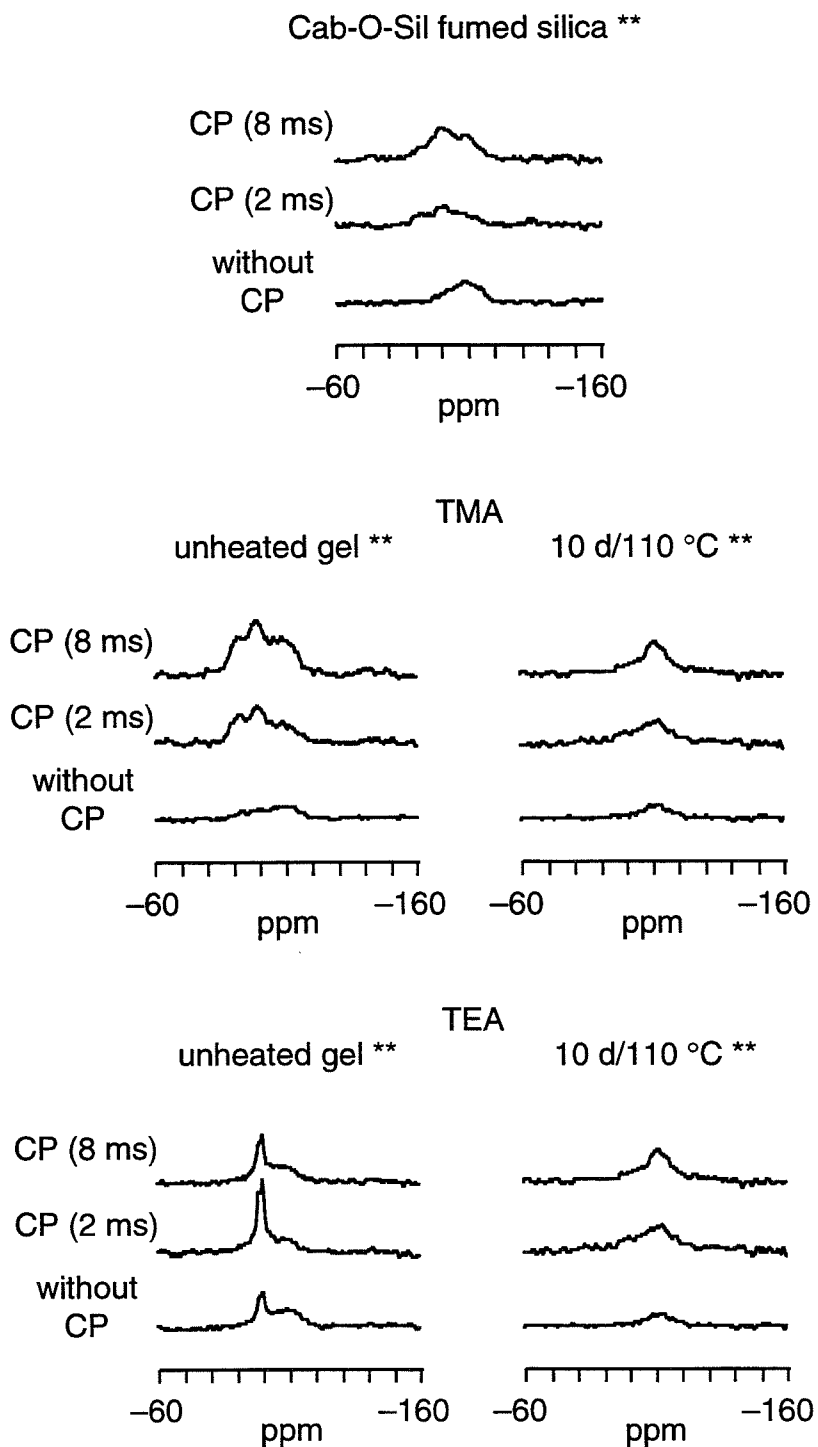 Cab-O-Sil fumed silica **
CP (8 ms)
CP (2 ms)
without
CP
–60 –160
ppm
TMA
unheated gel ** 10 d/110 °C **
CP (8 ms)
CP (2 ms)
without
CP
–60 –160 –60 –160
ppm ppm
TEA
unheated gel ** 10 d/110 °C **
CP (8 ms)
CP (2 ms)
without
CP
–60 –160 –60 –160
ppm ppm